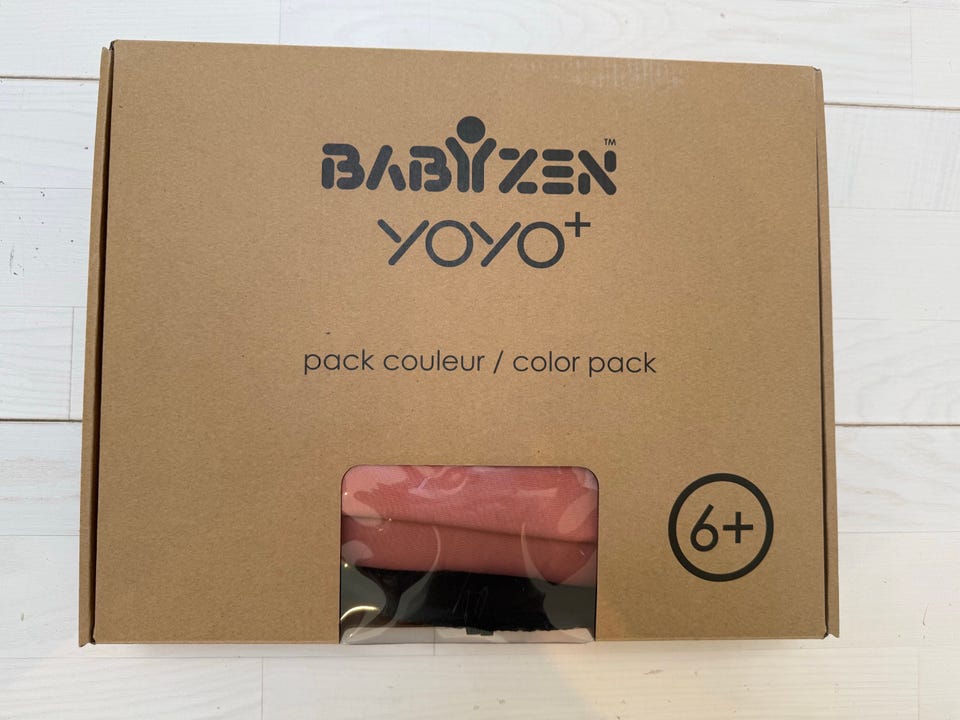 BABYZEN™
YOYO+
pack couleur / color pack
6+